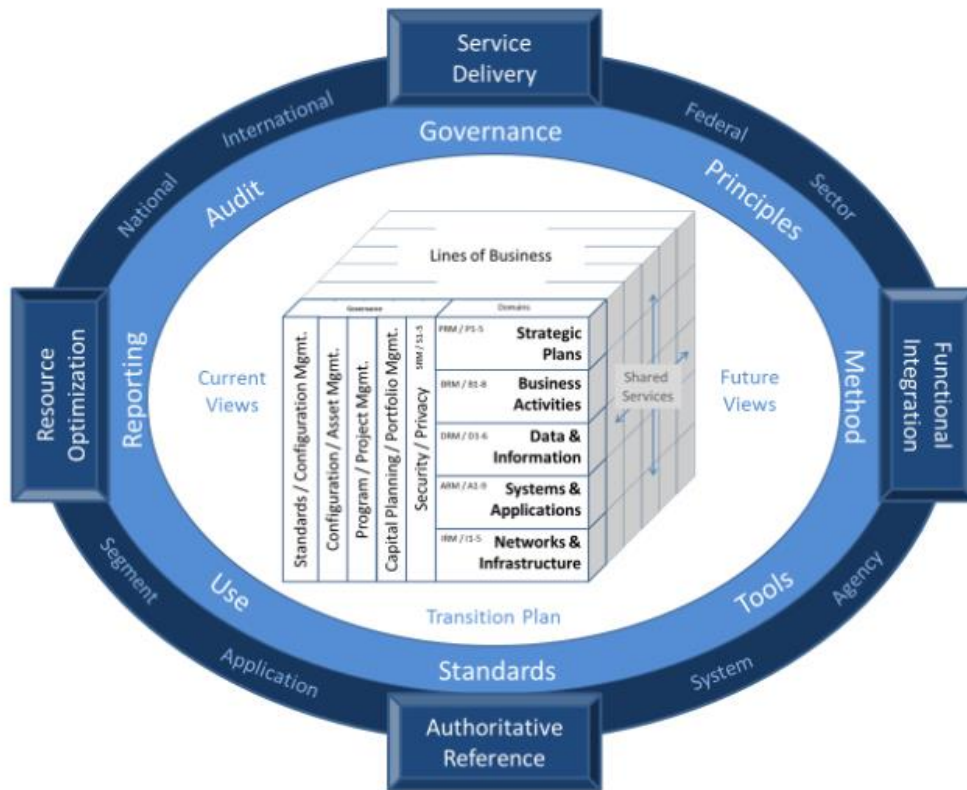 Service
Delivery
International
Federal
National
Sector
Governance
Audit
Principles
Lines of Business
Governance
Domains
Resource
Optimization
Reporting
Current
Views
Standards / Configuration Mgmt.
Configuration / Asset Mgmt.
Program / Project Mgmt.
Capital Planning / Portfolio Mgmt.
Security / Privacy
SRM / S1-5
PRM / P1-5
Strategic
Plans
BRM / B1-8
Business
Activities
DRM / D1-6
Data &
Information
ARM / A1-9
Systems &
Applications
IRM / I1-5
Networks &
Infrastructure
Shared
Services
Future
Views
Method
Functional
Integration
Segment
Use
Transition Plan
Tools
Agency
Application
Standards
System
Authoritative
Reference